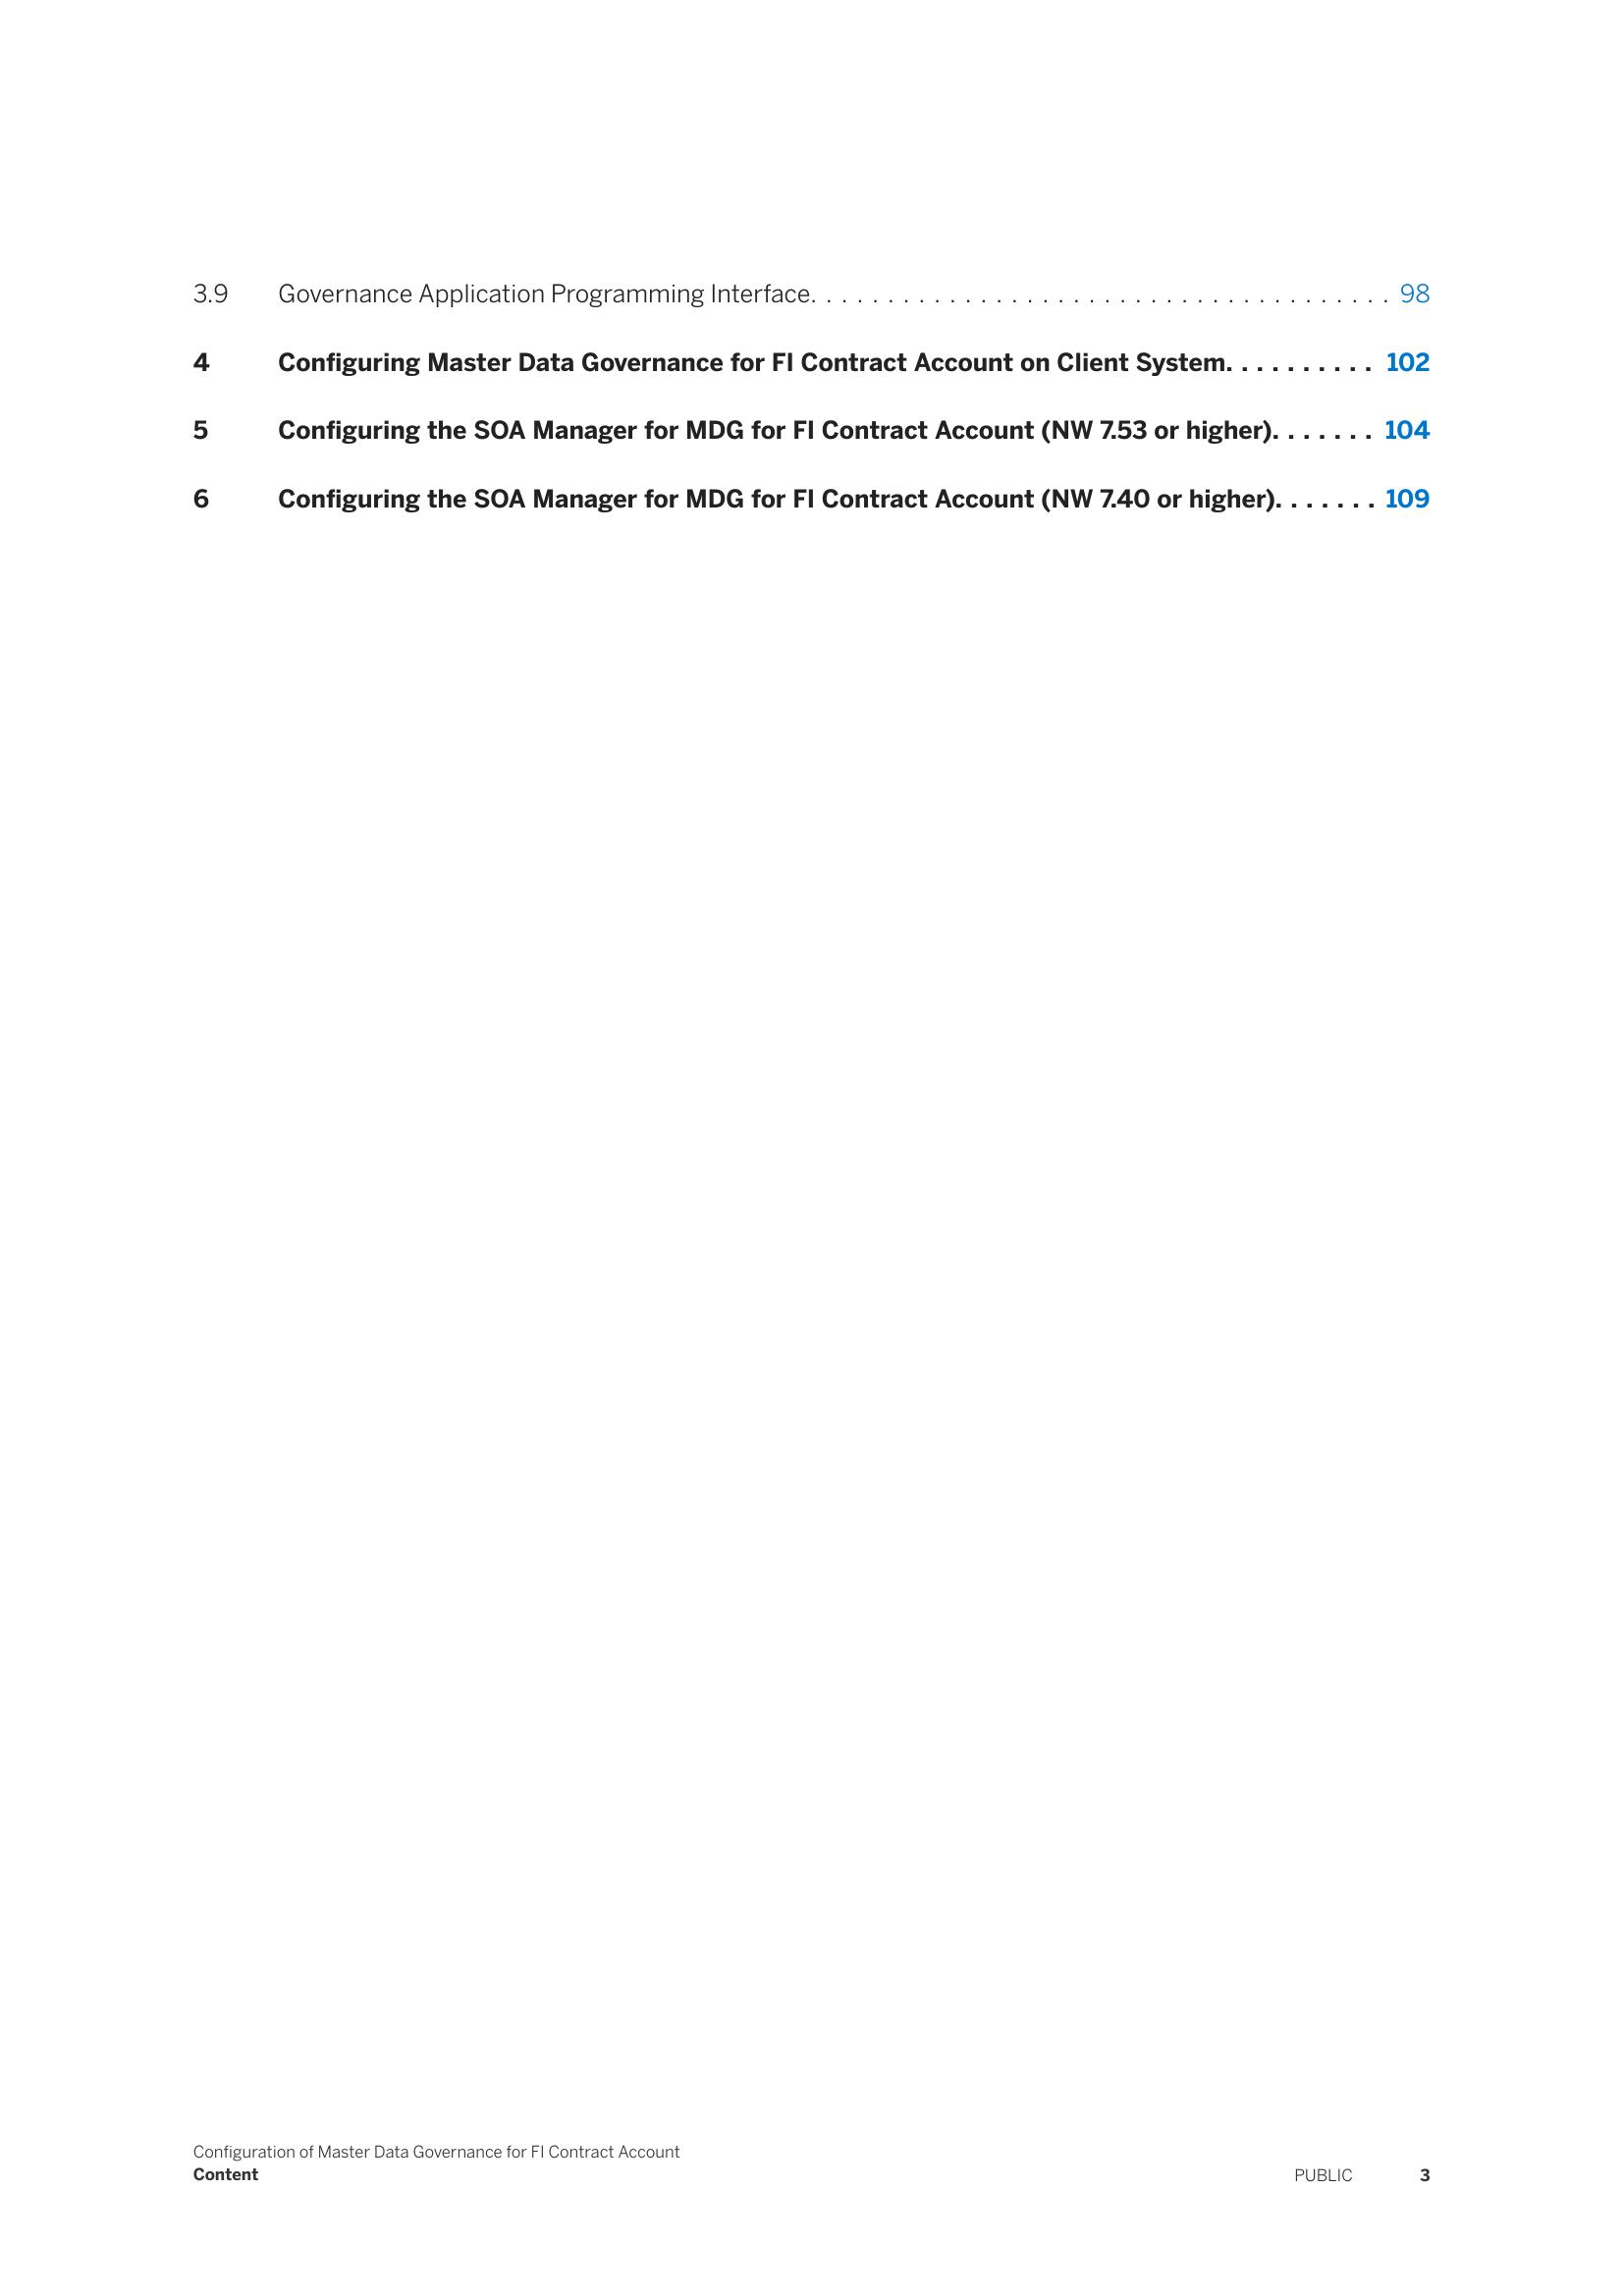 3.9 Governance Application Programming Interface. . . . . . . . . . . . . . . . . . . . . . . . . . . . . . . . . . . . . . 98
4 Configuring Master Data Governance for FI Contract Account on Client System. . . . . . . . . . 102
5 Configuring the SOA Manager for MDG for FI Contract Account (NW 7.53 or higher). . . . . . . 104
6 Configuring the SOA Manager for MDG for FI Contract Account (NW 7.40 or higher). . . . . . . 109
Configuration of Master Data Governance for FI Contract Account
Content PUBLIC 3